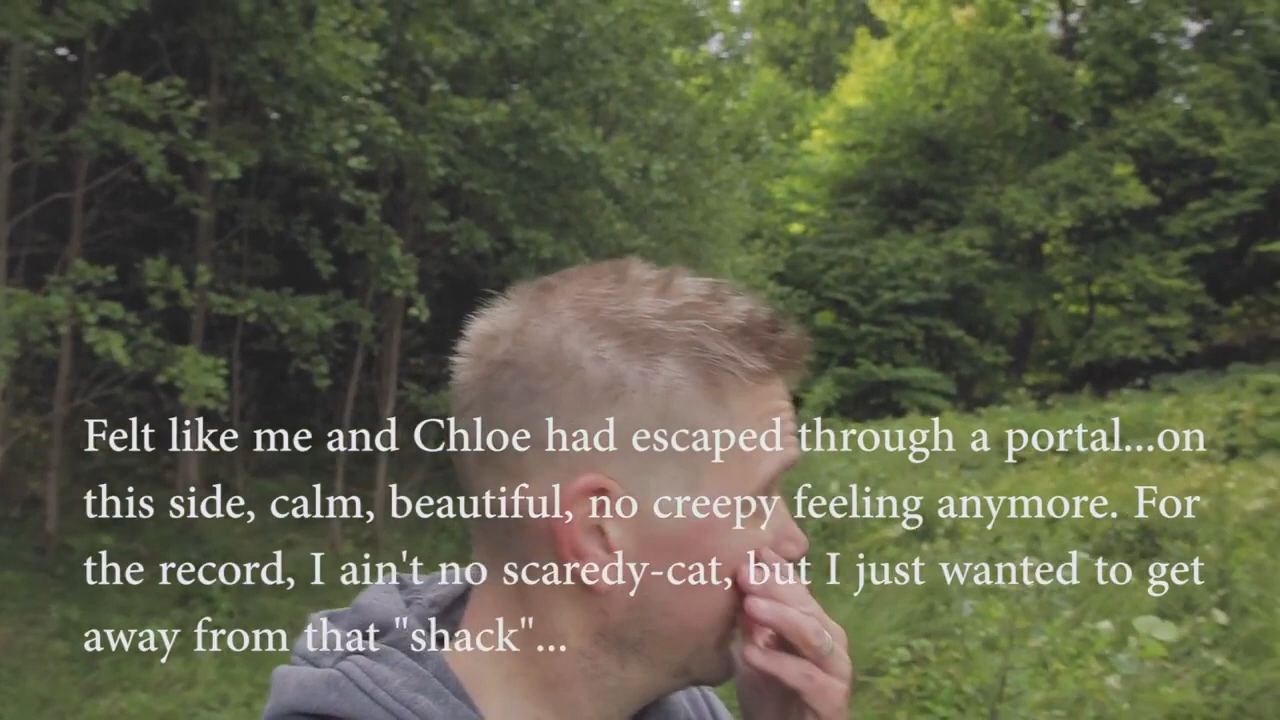 Felt like me and Chloe had escaped through a portal...on
this side, calm, beautiful, no creepy feeling anymore. For
the record, I ain't no scaredy-cat, but I just wanted to get
away from that "shack"...